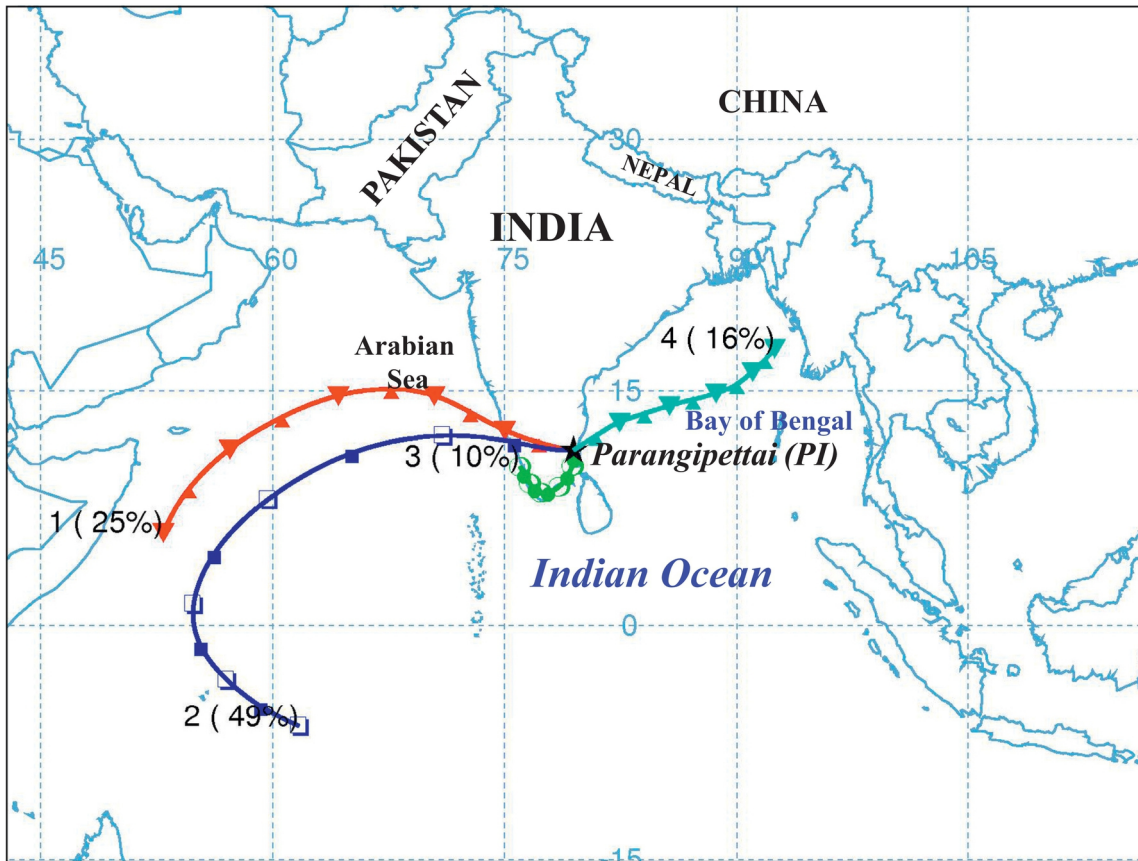 CHINA
30
PAKISTAN
NEPAL
INDIA
45
60
75
90
105
4 ( 16%)
Arabian
Sea
15
Bay of Bengal
3 ( 10%)
Parangipettai (PI)
1 ( 25%)
Indian Ocean
0
2 ( 49%)
-15